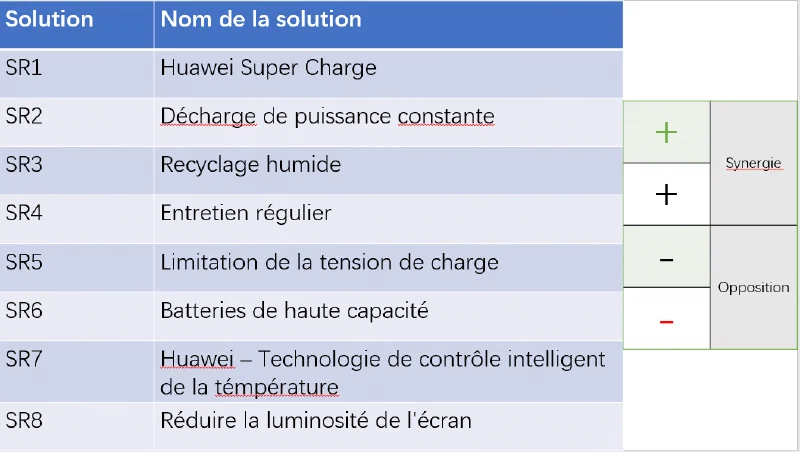 Solution Nom de la solution
SR1 Huawei Super Charge
SR2 Décharge de puissance constante
SR3 Recyclage humide
SR4 Entretien régulier
SR5 Limitation de la tension de charge
SR6 Batteries de haute capacité
SR7 Huawei – Technologie de contrôle intelligent
de la témpérature
SR8 Réduire la luminosité de l'écran
+
Synergie
+
-
Opposition
-